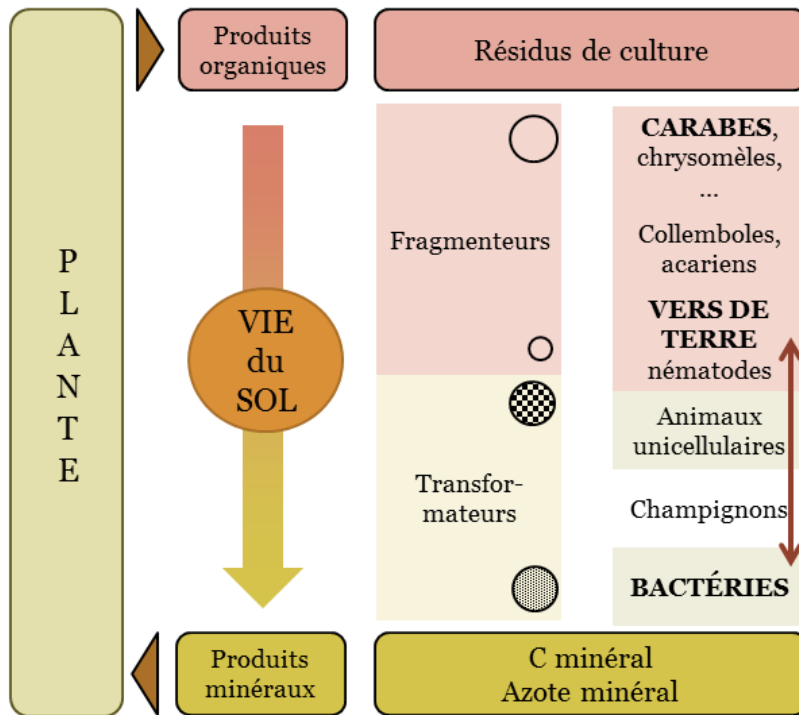 PLANTE
Produits
organiques
Résidus de culture
VIE
du
SOL
Fragmenteurs
Transfor-
mateurs
CARABES,
chrysomèles,
...
Collemboles,
acariens
VERS DE
TERRE
nématodes
Animaux
unicellulaires
Champignons
BACTÉRIES
Produits
minéraux
C minéral
Azote minéral